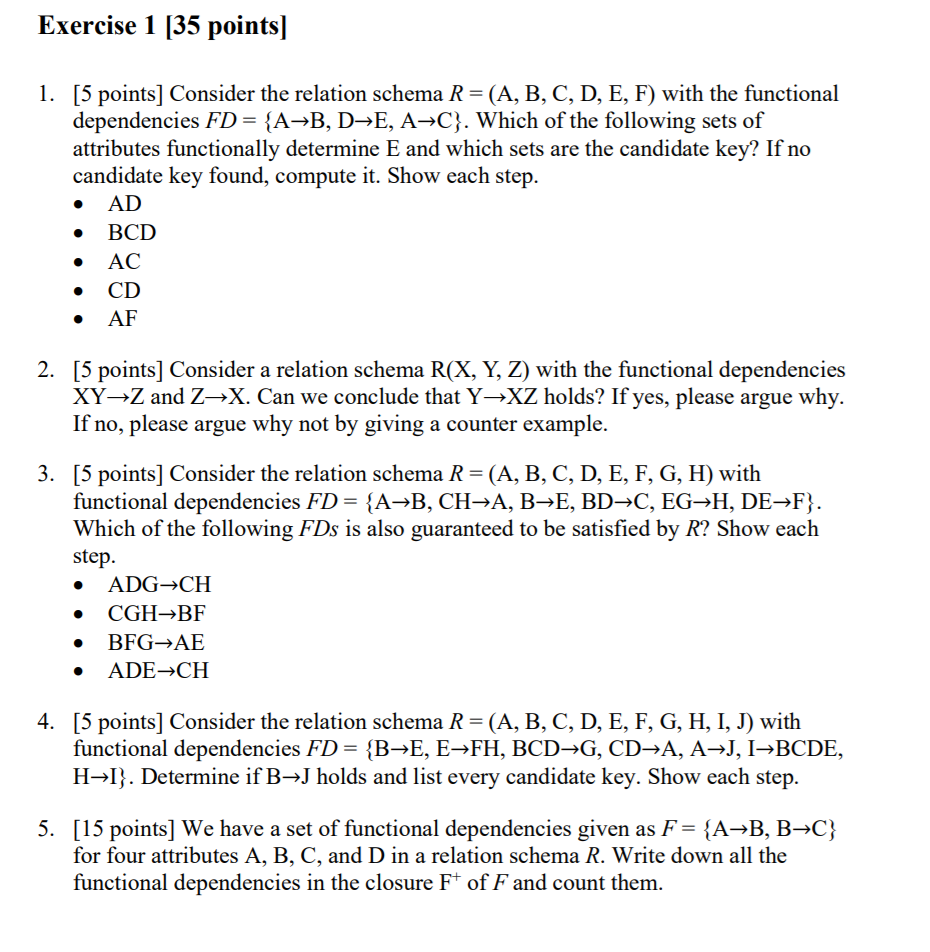 Exercise 1 [35 points]
1. [5 points] Consider the relation schema R = (A, B, C, D, E, F) with the functional
dependencies FD = {A→B, D→E, A→C}. Which of the following sets of
attributes functionally determine E and which sets are the candidate key? If no
candidate key found, compute it. Show each step.
• AD
• BCD
• AC
• CD
• AF
2. [5 points] Consider a relation schema R(X, Y, Z) with the functional dependencies
XY→Z and Z→X. Can we conclude that Y→XZ holds? If yes, please argue why.
If no, please argue why not by giving a counter example.
3. [5 points] Consider the relation schema R = (A, B, C, D, E, F, G, H) with
functional dependencies FD = {A→B, CH→A, B→E, BD→C, EG→H, DE→F}.
Which of the following FDs is also guaranteed to be satisfied by R? Show each
step.
• ADG→CH
• CGH→BF
• BFG→AE
• ADE→CH
4. [5 points] Consider the relation schema R = (A, B, C, D, E, F, G, H, I, J) with
functional dependencies FD = {B→E, E→FH, BCD→G, CD→A, A→J, I→BCDE,
H→I}. Determine if B→J holds and list every candidate key. Show each step.
5. [15 points] We have a set of functional dependencies given as F = {A→B, B→C}
for four attributes A, B, C, and D in a relation schema R. Write down all the
functional dependencies in the closure F⁺ of F and count them.